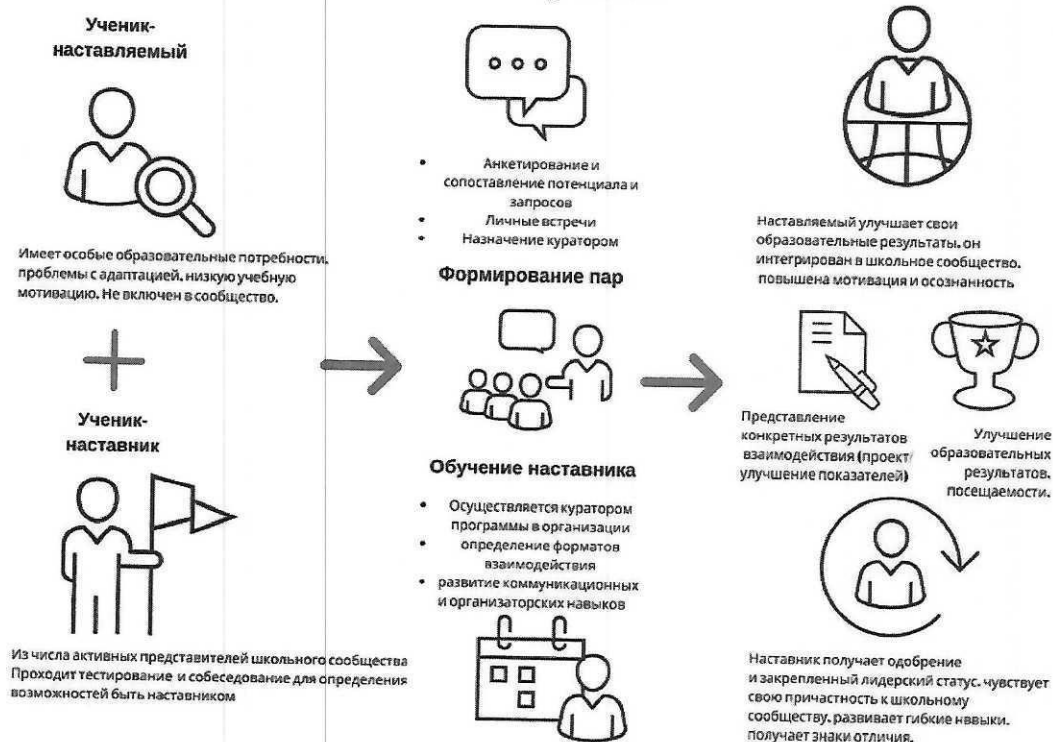 Ученик-
наставляемый
Имеет особые образовательные потребности,
проблемы с адаптацией, низкую учебную
мотивацию. Не включен в сообщество.
Ученик-
наставник
Из числа активных представителей школьного сообщества
Проходит тестирование и собеседование для определения
возможностей быть наставником
• Анкетирование и
сопоставление потенциала и
запросов
• Личные встречи
• Назначение куратором
Формирование пар
Обучение наставника
• Осуществляется куратором
программы в организации
• определение форматов
взаимодействия
• развитие коммуникационных
и организаторских навыков
Наставляемый улучшает свои
образовательные результаты, он
интегрирован в школьное сообщество,
повышена мотивация и осознанность
Представление
конкретных результатов
взаимодействия (проект/
улучшение показателей)
Улучшение
образовательных
результатов,
посещаемости.
Наставник получает одобрение
и закрепленный лидерский статус, чувствует
свою причастность к школьному
сообществу, развивает гибкие нввыки,
получает знаки отличия.